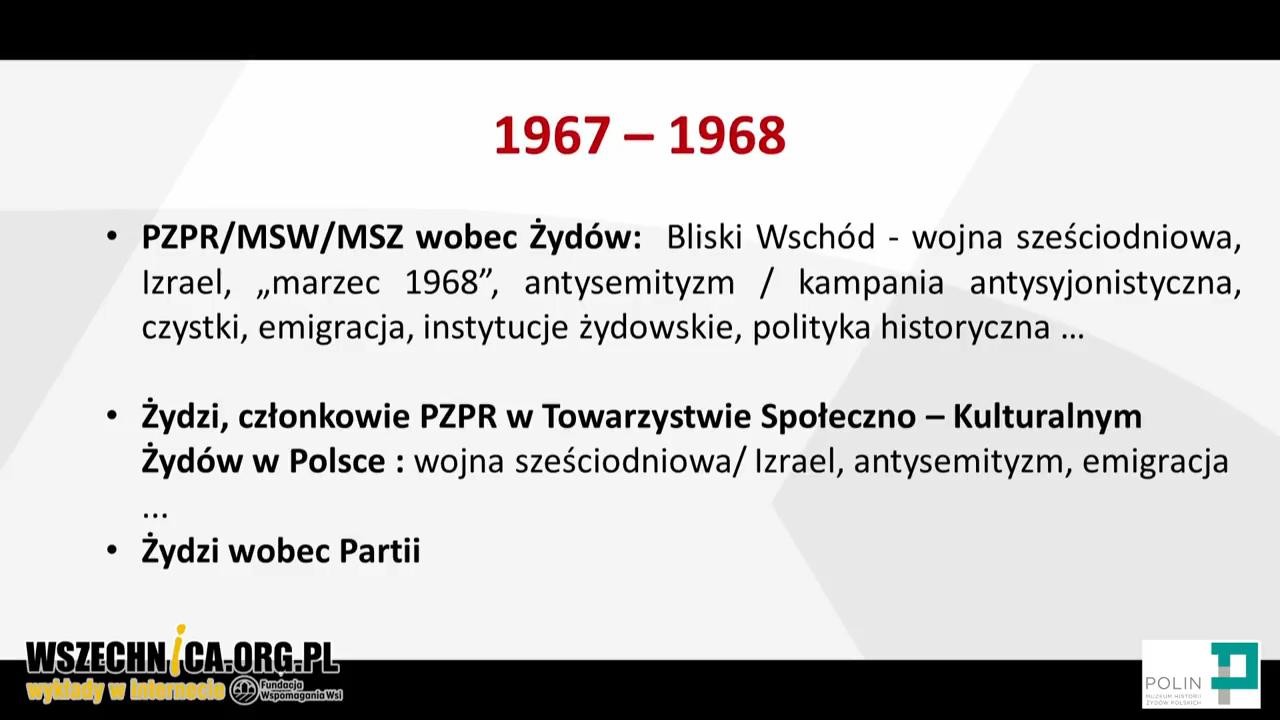 1967 – 1968
• PZPR/MSW/MSZ wobec Żydów: Bliski Wschód - wojna sześciodniowa,
Izrael, „marzec 1968”, antysemityzm / kampania antysyjonistyczna,
czystki, emigracja, instytucje żydowskie, polityka historyczna ...
• Żydzi, członkowie PZPR w Towarzystwie Społeczno – Kulturalnym
Żydów w Polsce : wojna sześciodniowa/ Izrael, antysemityzm, emigracja
...
• Żydzi wobec Partii
WSZECHNiCA.ORG.PL
wykłady w internecie
Fundacja
Wspomagania Wsi
POLIN
MUZEUM HISTORII
ŻYDÓW POLSKICH